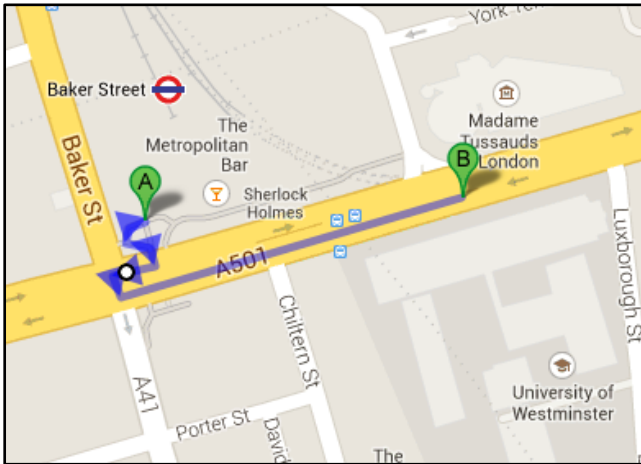 York Ter
Baker Street
The
Metropolitan
Bar
Madame
Tussauds
London
Baker St
A
B
Sherlock
Holmes
A501
Luxborough St
Chiltern St
A41
University of
Westminster
Porter St
David
The